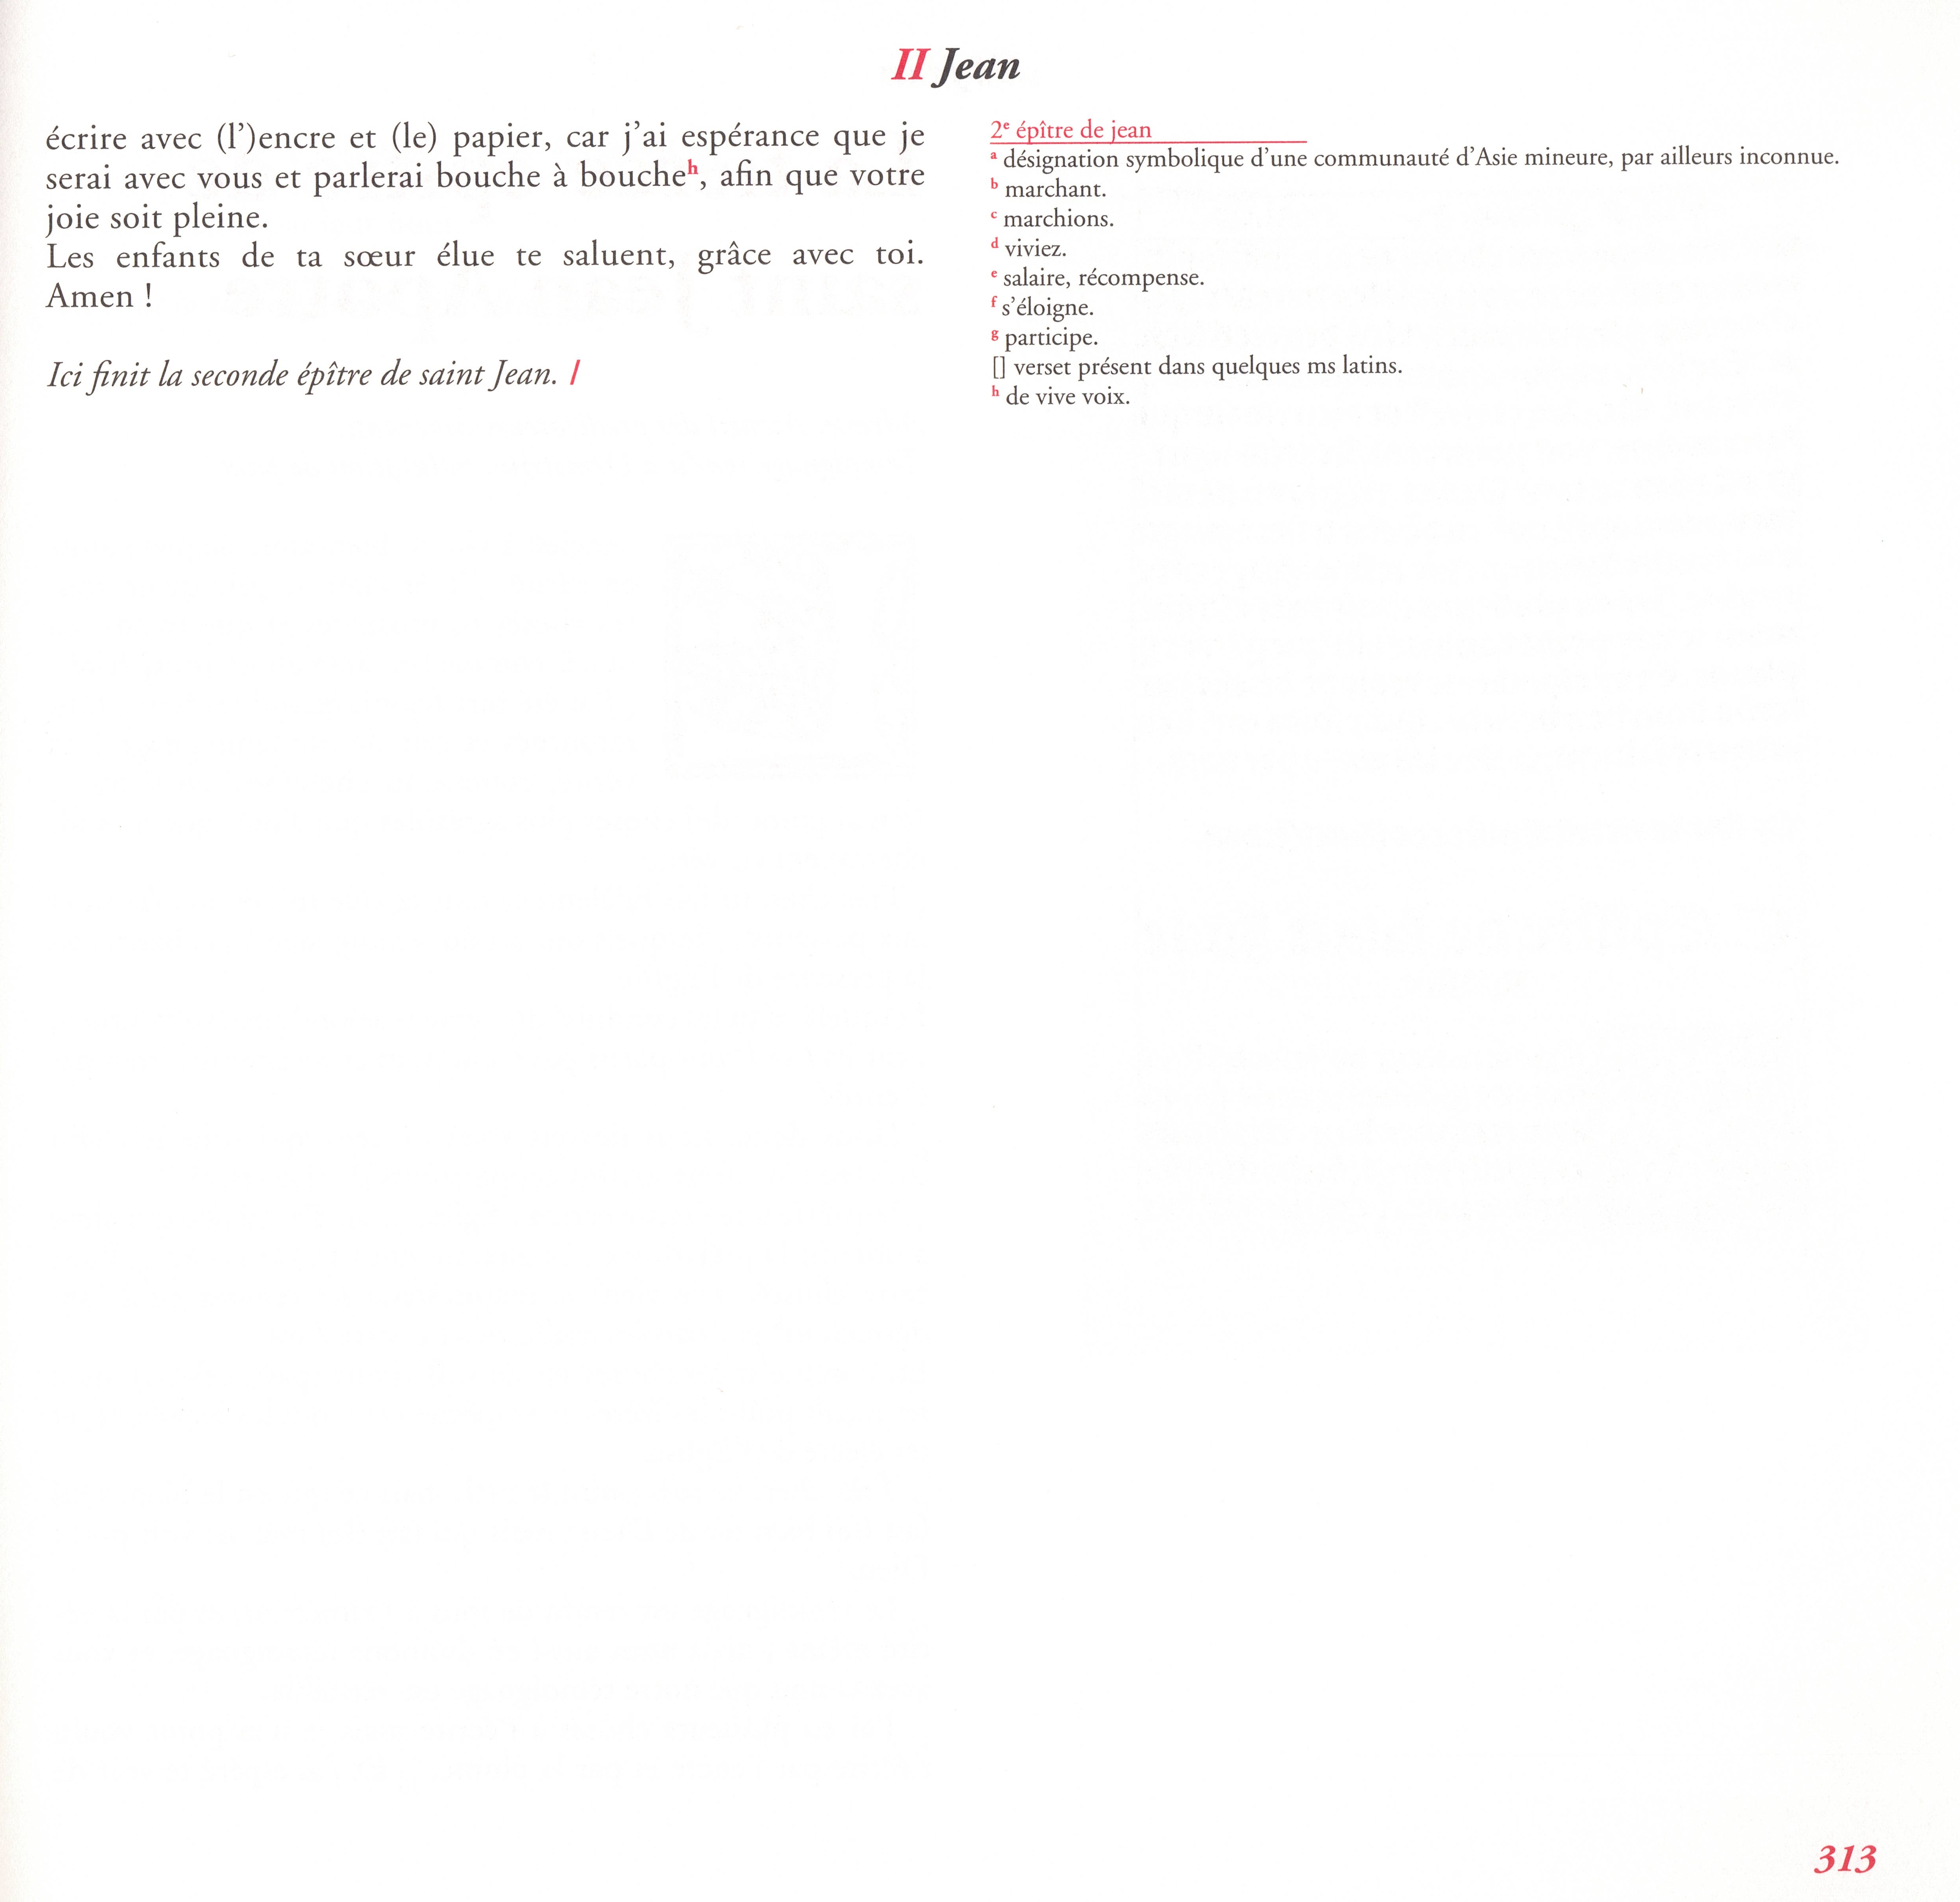 II Jean
écrire avec (l’)encre et (le) papier, car j’ai espérance que je
serai avec vous et parlerai bouche à boucheʰ, afin que votre
joie soit pleine.
Les enfants de ta sœur élue te saluent, grâce avec toi.
Amen !
Ici finit la seconde épître de saint Jean. /
2ᵉ épître de jean
ᵃ désignation symbolique d’une communauté d’Asie mineure, par ailleurs inconnue.
ᵇ marchant.
ᶜ marchions.
ᵈ viviez.
ᵉ salaire, récompense.
ᶠ s’éloigne.
ᵍ participe.
[] verset présent dans quelques ms latins.
ʰ de vive voix.
313